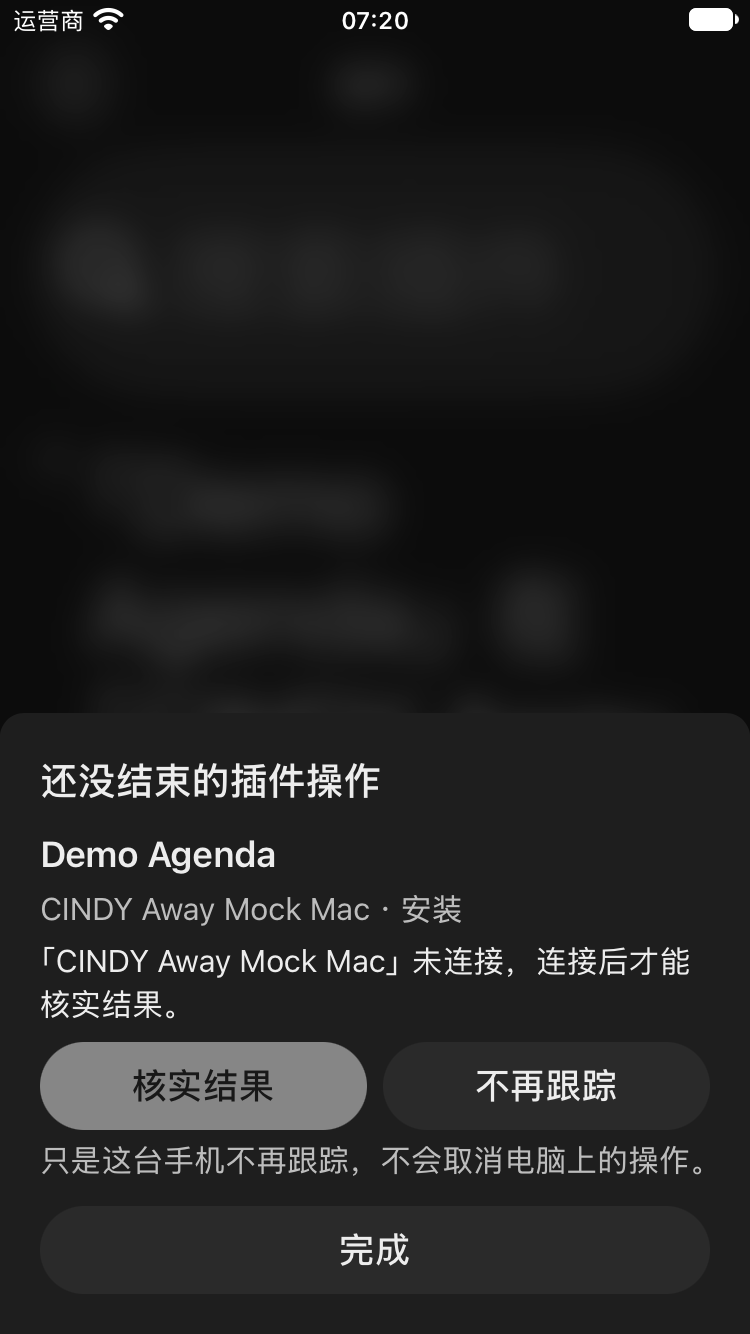 运营商
07:20
还没结束的插件操作
Demo Agenda
CINDY Away Mock Mac · 安装
「CINDY Away Mock Mac」未连接，连接后才能
核实结果。
核实结果
不再跟踪
只是这台手机不再跟踪，不会取消电脑上的操作。
完成